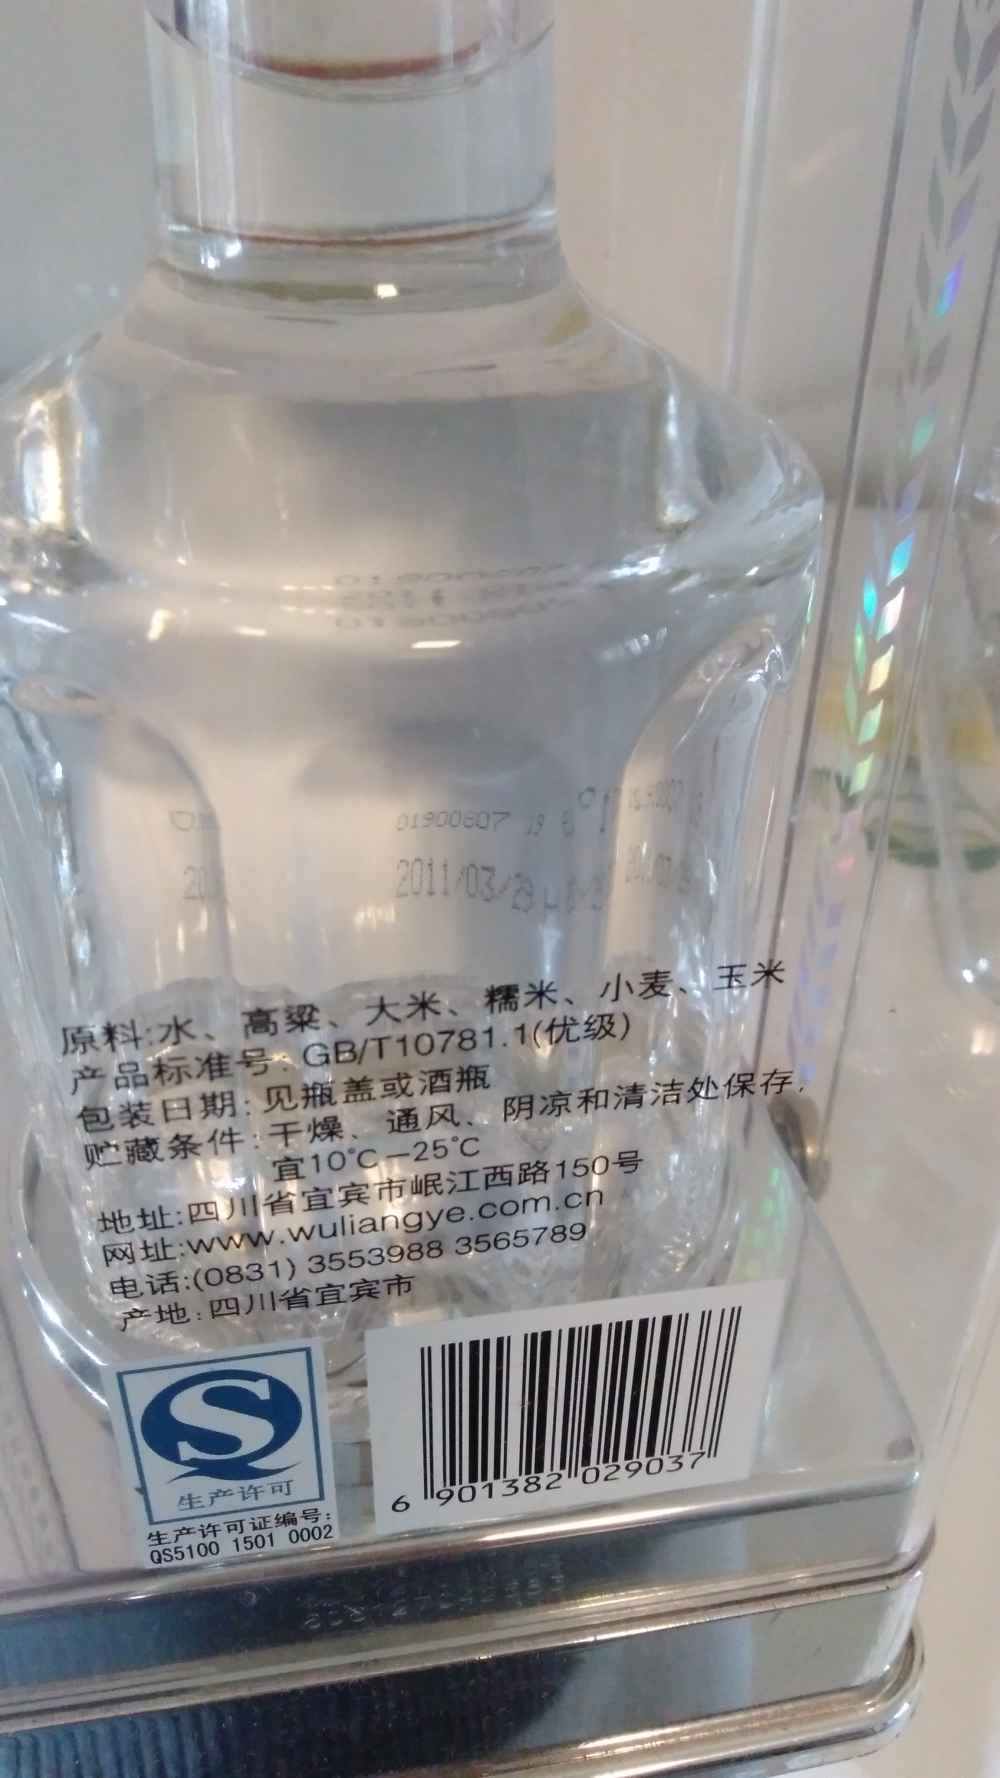 01900607
2011/03/29
原料:水、高粱、大米、糯米、小麦、玉米
产品标准号:GB/T10781.1(优级)
包装日期:见瓶盖或酒瓶
贮藏条件:干燥、通风、阴凉和清洁处保存,
宜10℃-25℃
地址:四川省宜宾市岷江西路150号
网址:www.wuliangye.com.cn
电话:(0831) 3553988 3565789
产地:四川省宜宾市
生产许可
生产许可证编号:
QS5100 1501 0002
6 901382 029037